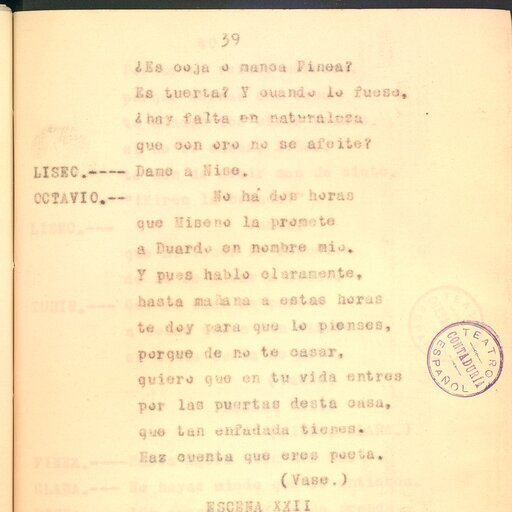 39
¿Es coja o manca Finea?
Es tuerta? Y cuando lo fuese,
¿hay falta en naturaleza
que con oro no se afeite?
LISEO.---- Dame a Nise.
OCTAVIO.-- No há dos horas
que Miseno la promete
a Duardo en nombre mio.
Y pues hablo claramente,
hasta mañana a estas horas
te doy para que lo pienses,
porque de no te casar,
quiero que en tu vida entres
por las puertas desta casa,
que tan enfadada tienes.
Haz cuenta que eres poeta.
(Vase.)
ESCENA XXII
TEATRO ESPAÑOL
CONTADURÍA